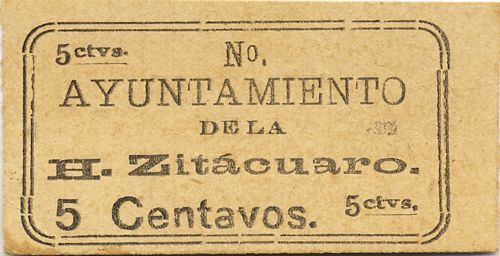 5 ctvs. No.
AYUNTAMIENTO
DE LA
H. Zitácuaro.
5 Centavos. 5 ctvs.